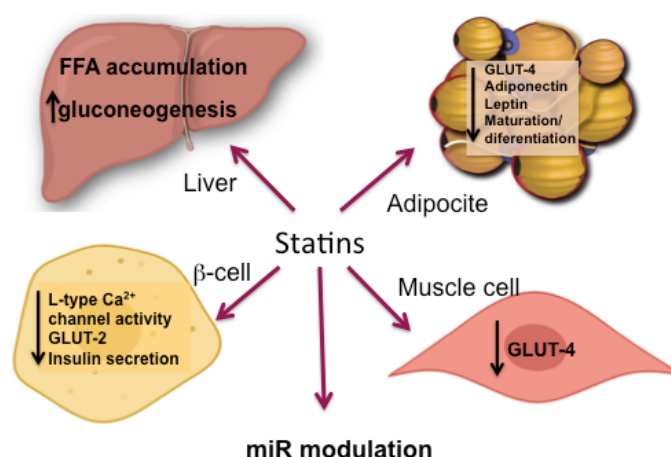 FFA accumulation
gluconeogenesis
Liver
GLUT-4
Adiponectin
Leptin
Maturation/
diferentiation
Adipocite
Statins
β-cell
L-type Ca²⁺
channel activity
GLUT-2
Insulin secretion
Muscle cell
GLUT-4
miR modulation